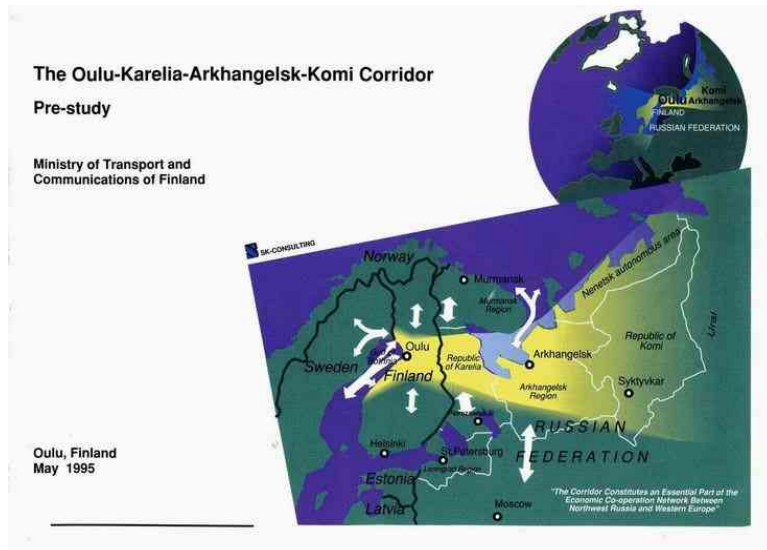 The Oulu-Karelia-Arkhangelsk-Komi Corridor
Pre-study
Ministry of Transport and
Communications of Finland
Komi
Oulu Arkhangelsk
FINLAND
RUSSIAN FEDERATION
SK-CONSULTING
Norway
Murmansk
Murmansk
Region
Nenetsk autonomous area
Ural
Sweden
Oulu
Finland
Republic
of Karelia
Arkhangelsk
Arkhangelsk
Region
Republic of
Komi
Syktyvkar
RUSSIAN
FEDERATION
Helsinki
St.Petersburg
Estonia
Latvia
Moscow
"The Corridor Constitutes an Essential Part of the
Economic Co-operation Network Between
Northwest Russia and Western Europe"
Oulu, Finland
May 1995